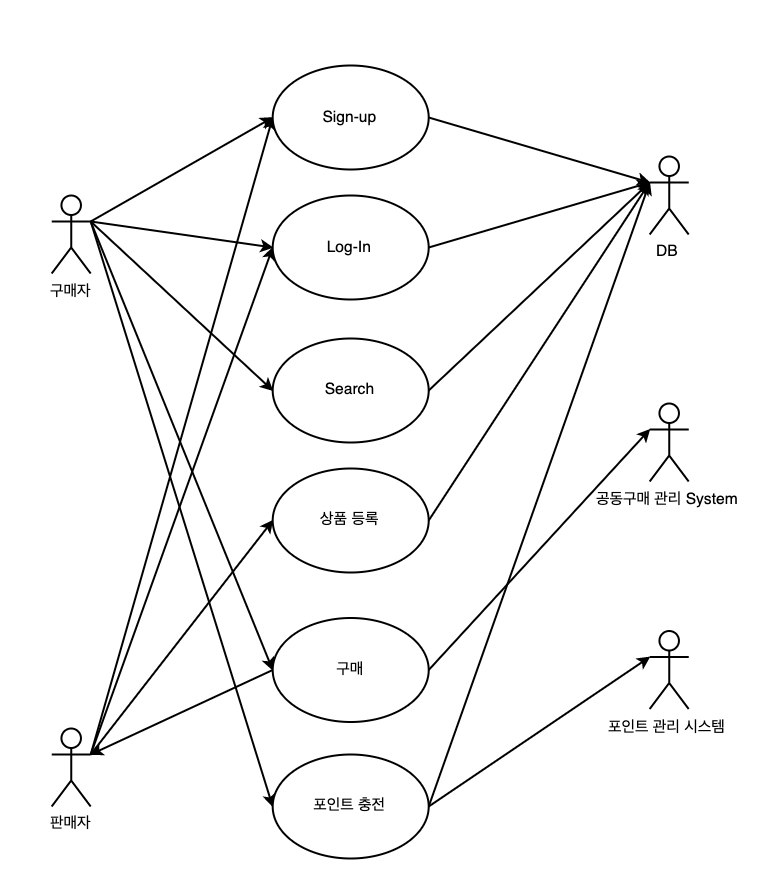 Sign-up
구매자
Log-In
DB
Search
상품 등록
공동구매 관리 System
구매
포인트 관리 시스템
판매자
포인트 충전